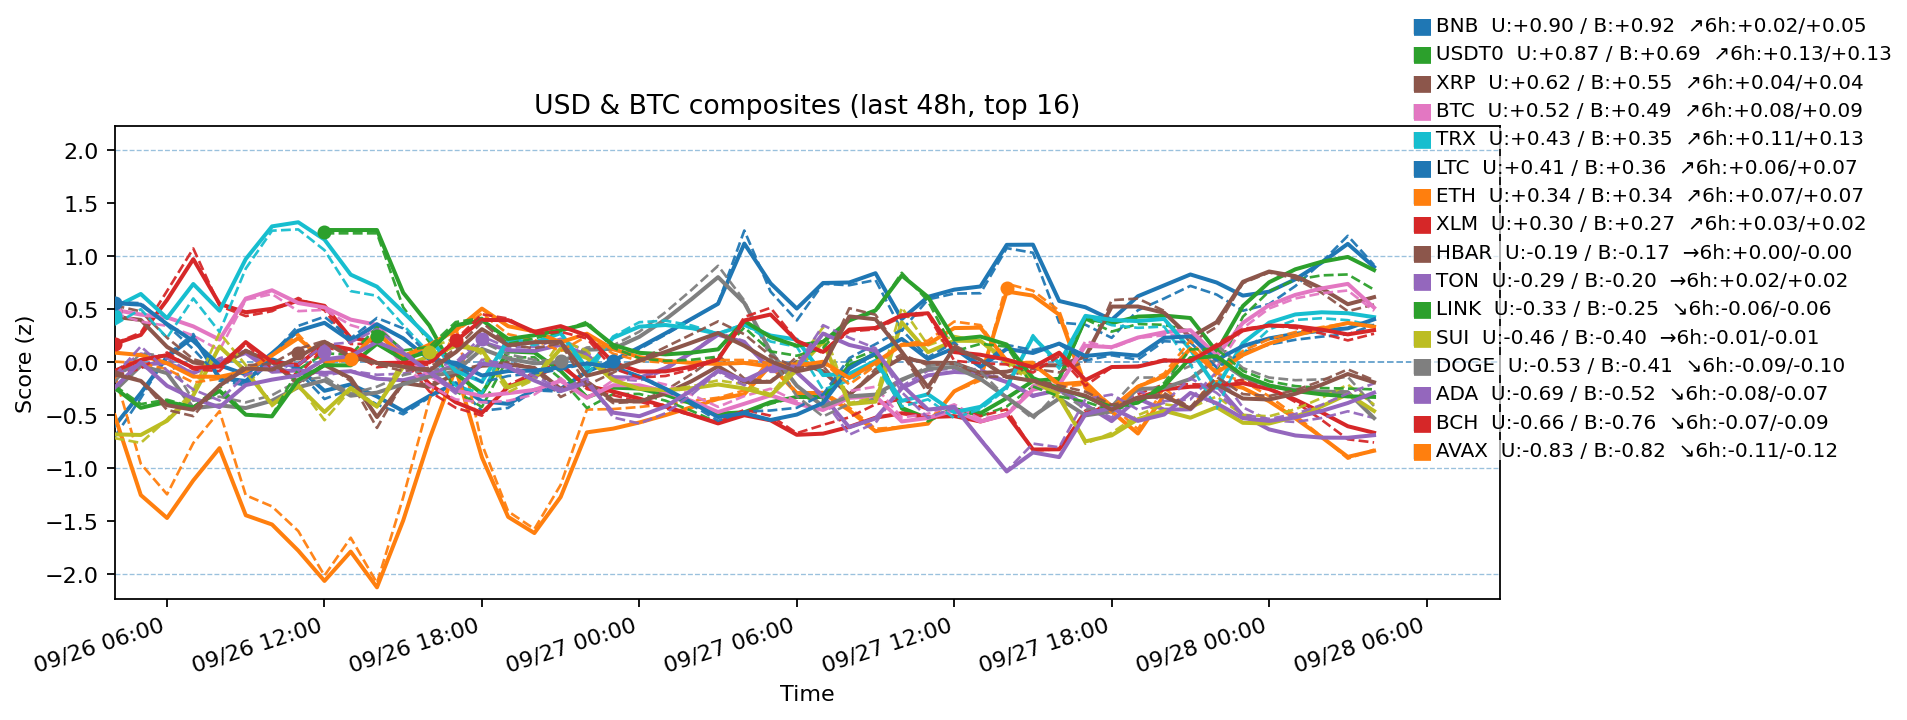 BNB U:+0.90 / B:+0.92 ↗6h:+0.02/+0.05
USDT0 U:+0.87 / B:+0.69 ↗6h:+0.13/+0.13
XRP U:+0.62 / B:+0.55 ↗6h:+0.04/+0.04
BTC U:+0.52 / B:+0.49 ↗6h:+0.08/+0.09
TRX U:+0.43 / B:+0.35 ↗6h:+0.11/+0.13
LTC U:+0.41 / B:+0.36 ↗6h:+0.06/+0.07
ETH U:+0.34 / B:+0.34 ↗6h:+0.07/+0.07
XLM U:+0.30 / B:+0.27 ↗6h:+0.03/+0.02
HBAR U:-0.19 / B:-0.17 →6h:+0.00/-0.00
TON U:-0.29 / B:-0.20 →6h:+0.02/+0.02
LINK U:-0.33 / B:-0.25 ↘6h:-0.06/-0.06
SUI U:-0.46 / B:-0.40 →6h:-0.01/-0.01
DOGE U:-0.53 / B:-0.41 ↘6h:-0.09/-0.10
ADA U:-0.69 / B:-0.52 ↘6h:-0.08/-0.07
BCH U:-0.66 / B:-0.76 ↘6h:-0.07/-0.09
AVAX U:-0.83 / B:-0.82 ↘6h:-0.11/-0.12
USD & BTC composites (last 48h, top 16)
Score (z)
2.0
1.5
1.0
0.5
0.0
−0.5
−1.0
−1.5
−2.0
09/26 06:00
09/26 12:00
09/26 18:00
09/27 00:00
09/27 06:00
09/27 12:00
09/27 18:00
09/28 00:00
09/28 06:00
Time